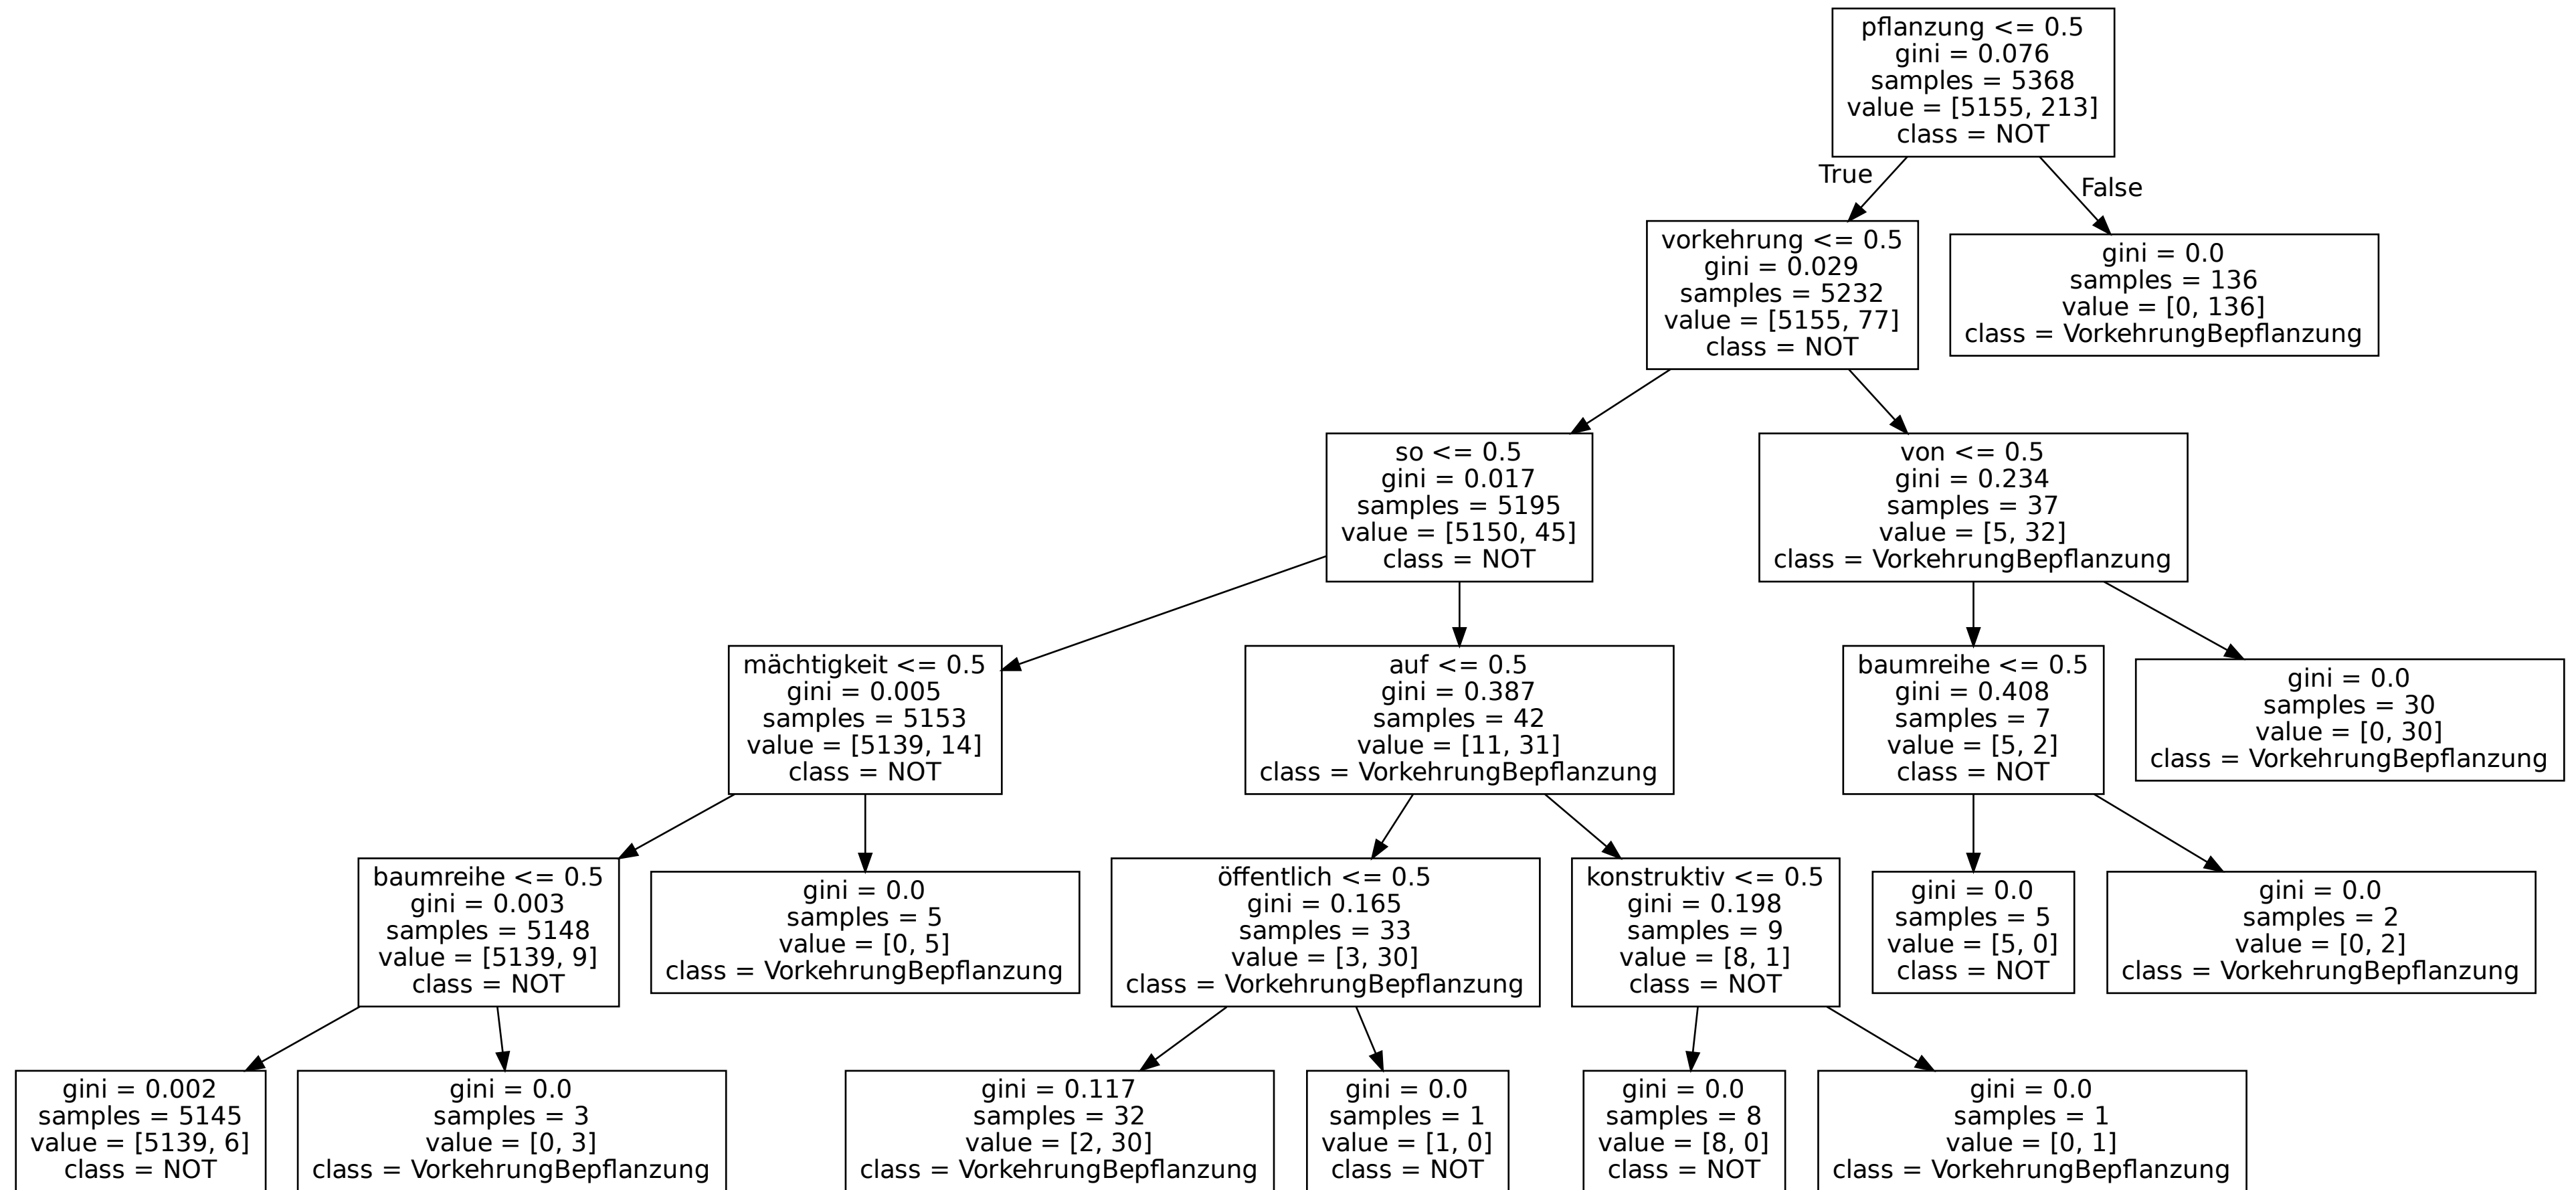 pflanzung <= 0.5
gini = 0.076
samples = 5368
value = [5155, 213]
class = NOT
True
False
vorkehrung <= 0.5
gini = 0.029
samples = 5232
value = [5155, 77]
class = NOT
gini = 0.0
samples = 136
value = [0, 136]
class = VorkehrungBepflanzung
so <= 0.5
gini = 0.017
samples = 5195
value = [5150, 45]
class = NOT
von <= 0.5
gini = 0.234
samples = 37
value = [5, 32]
class = VorkehrungBepflanzung
mächtigkeit <= 0.5
gini = 0.005
samples = 5153
value = [5139, 14]
class = NOT
auf <= 0.5
gini = 0.387
samples = 42
value = [11, 31]
class = VorkehrungBepflanzung
baumreihe <= 0.5
gini = 0.408
samples = 7
value = [5, 2]
class = NOT
gini = 0.0
samples = 30
value = [0, 30]
class = VorkehrungBepflanzung
baumreihe <= 0.5
gini = 0.003
samples = 5148
value = [5139, 9]
class = NOT
gini = 0.0
samples = 5
value = [0, 5]
class = VorkehrungBepflanzung
öffentlich <= 0.5
gini = 0.165
samples = 33
value = [3, 30]
class = VorkehrungBepflanzung
konstruktiv <= 0.5
gini = 0.198
samples = 9
value = [8, 1]
class = NOT
gini = 0.0
samples = 5
value = [5, 0]
class = NOT
gini = 0.0
samples = 2
value = [0, 2]
class = VorkehrungBepflanzung
gini = 0.002
samples = 5145
value = [5139, 6]
class = NOT
gini = 0.0
samples = 3
value = [0, 3]
class = VorkehrungBepflanzung
gini = 0.117
samples = 32
value = [2, 30]
class = VorkehrungBepflanzung
gini = 0.0
samples = 1
value = [1, 0]
class = NOT
gini = 0.0
samples = 8
value = [8, 0]
class = NOT
gini = 0.0
samples = 1
value = [0, 1]
class = VorkehrungBepflanzung